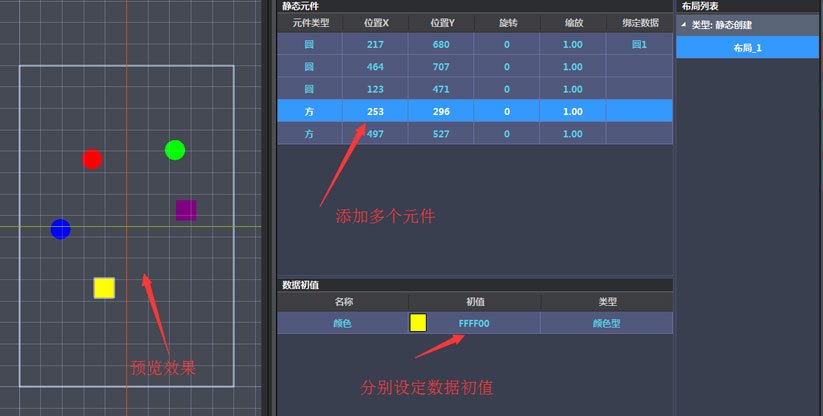 静态元件
元件类型 位置X 位置Y 旋转 缩放 绑定数据
圆 217 680 0 1.00 圆1
圆 464 707 0 1.00
圆 123 471 0 1.00
方 253 296 0 1.00
方 497 527 0 1.00
添加多个元件
数据初值
名称 初值 类型
颜色 FFFF00 颜色型
分别设定数据初值
预览效果
布局列表
类型: 静态创建
布局_1